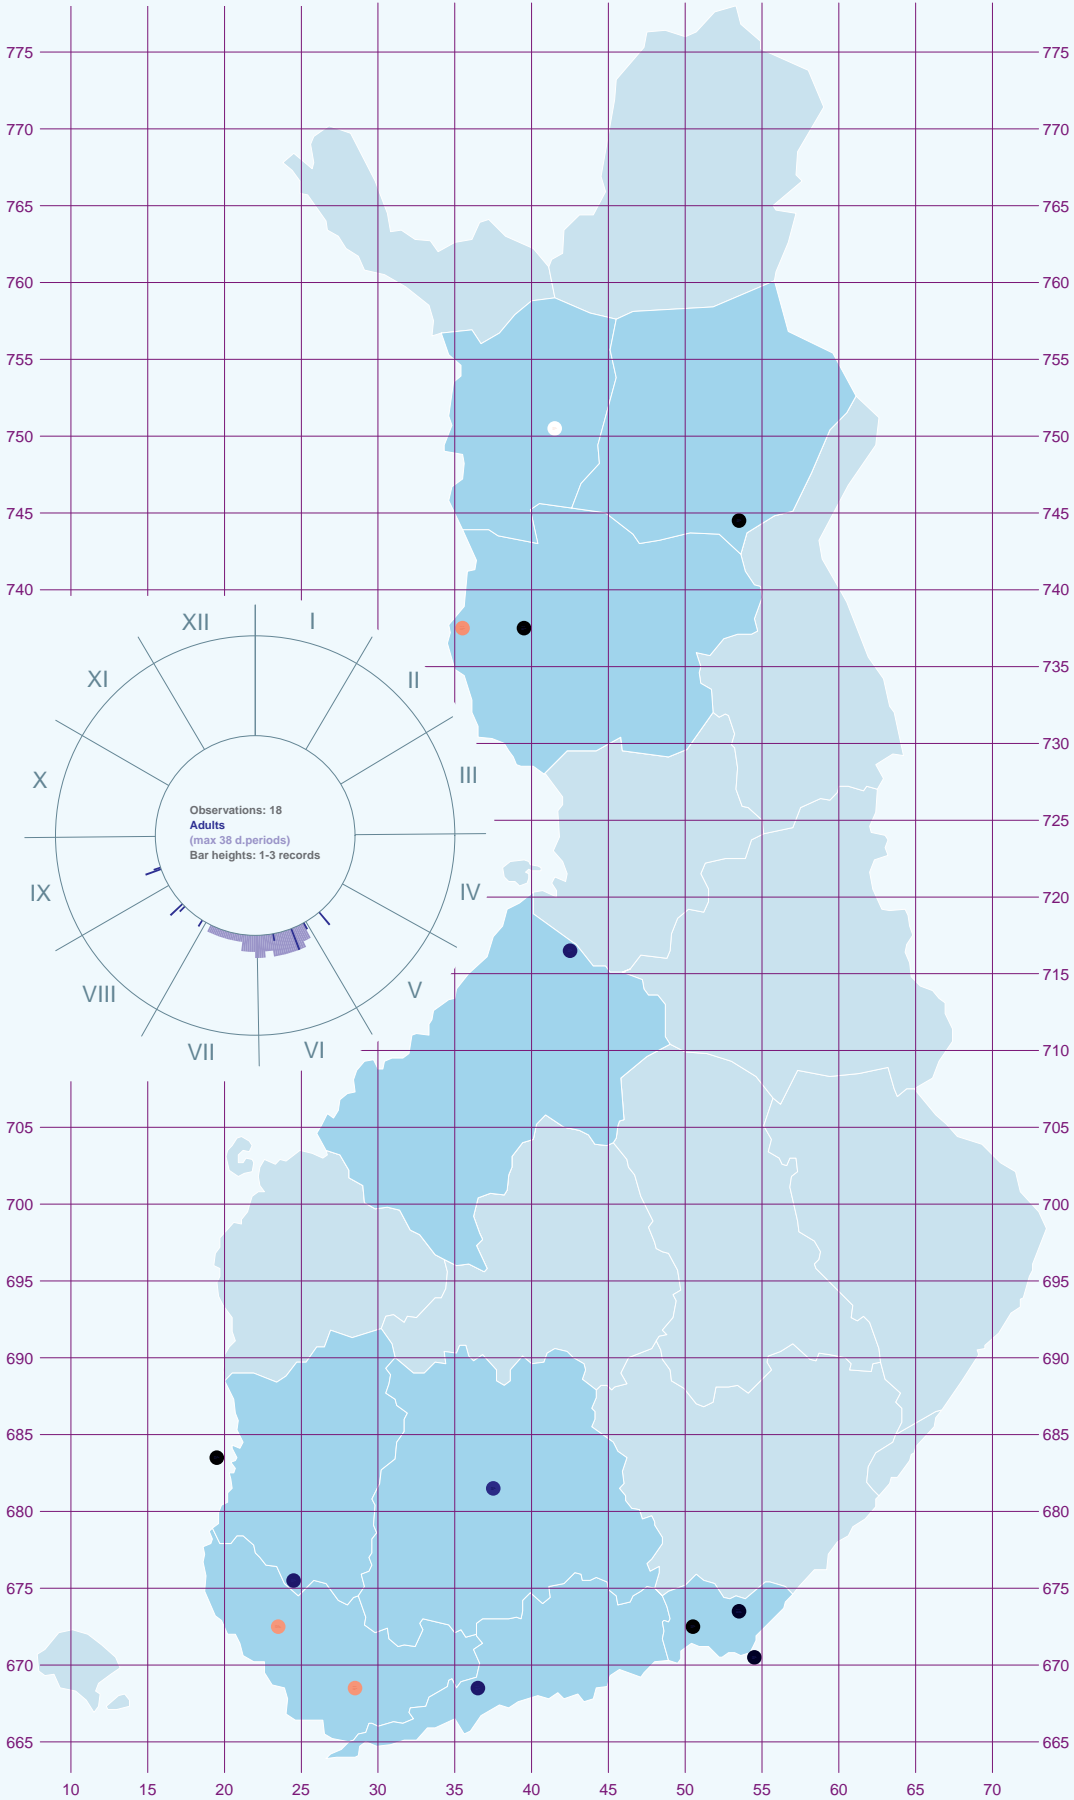 775 775
770 770
765 765
760 760
755 755
750 750
745 745
740 740
XII I
XI II
735
730
X III
Observations: 18
Adults
(max 38 d.periods)
Bar heights: 1-3 records
725
IX IV
720
VIII V
715
VII VI
710
705 705
700 700
695 695
690 690
685 685
680 680
675 675
670 670
665 665
10 15 20 25 30 35 40 45 50 55 60 65 70